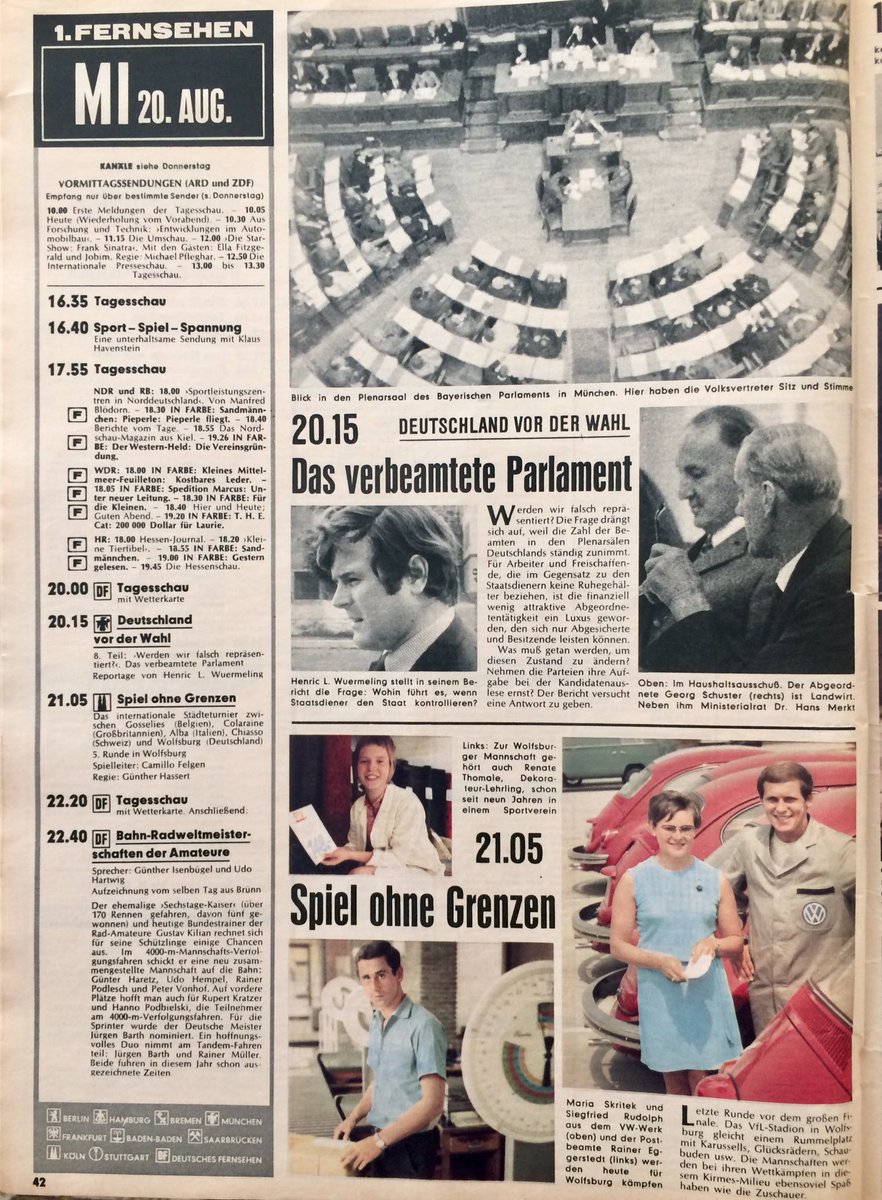 1. FERNSEHEN
MI 20. AUG.
KANZLE siehe Donnerstag
VORMITTAGSSENDUNGEN (ARD und ZDF)
Empfang nur über bestimmte Sender (s. Donnerstag)
10.00 Erste Meldungen der Tagesschau. – 10.05
Heute (Wiederholung vom Vorabend). – 10.30 Aus
Forschung und Technik: ›Entwicklungen im Auto-
mobilbau‹. – 11.15 Die Umschau. – 12.00 ›Die Star-
Show: Frank Sinatra‹. Mit den Gästen: Ella Fitzge-
rald und Jobim. Regie: Michael Pfleghar. – 12.50 Die
Internationale Presseschau. – 13.00 bis 13.30
Tagesschau.
16.35 Tagesschau
16.40 Sport – Spiel – Spannung
Eine unterhaltsame Sendung mit Klaus
Havenstein
17.55 Tagesschau
NDR und RB: 18.00 ›Sportleistungszen-
tren in Norddeutschland‹. Von Manfred
F Blödorn. – 18.30 IN FARBE: Sandmänn-
chen: Pieperle: Pieperle fliegt. – 18.40
Berichte vom Tage. – 18.55 Das Nord-
F schau-Magazin aus Kiel. – 19.26 IN FAR-
BE: Der Western-Held: Die Vereinsgrün-
dung.
F WDR: 18.00 IN FARBE: Kleines Mittel-
meer-Feuilleton: Kostbares Leder. –
F 18.05 IN FARBE: Spedition Marcus: Un-
ter neuer Leitung. – 18.30 IN FARBE: Für
F die Kleinen. – 18.40 Hier und Heute;
Guten Abend. – 19.20 IN FARBE: T. H. E.
Cat: 200 000 Dollar für Laurie.
HR: 18.00 Hessen-Journal. – 18.20 ›Klei-
F ne Tierfibel‹. – 18.55 IN FARBE: Sand-
männchen. – 19.00 IN FARBE: Gestern
F gelesen. – 19.45 Die Hessenschau.
20.00 DF Tagesschau
mit Wetterkarte
20.15 Deutschland
vor der Wahl
8. Teil: ›Werden wir falsch repräsen-
tiert?‹. Das verbeamtete Parlament
Reportage von Henric L. Wuermeling
21.05 Spiel ohne Grenzen
Das internationale Städteturnier zwi-
schen Gosselies (Belgien), Colaraine
(Großbritannien), Alba (Italien), Chiasso
(Schweiz) und Wolfsburg (Deutschland)
5. Runde in Wolfsburg
Spielleiter: Camillo Felgen
Regie: Günther Hassert
22.20 DF Tagesschau
mit Wetterkarte. Anschließend:
22.40 DF Bahn-Radweltmeister-
schaften der Amateure
Sprecher: Günther Isenbügel und Udo
Hartwig
Aufzeichnung vom selben Tag aus Brünn
Der ehemalige ›Sechstage-Kaiser‹ (über
170 Rennen gefahren, davon fünf ge-
wonnen) und heutige Bundestrainer der
Rad-Amateure Gustav Kilian rechnet sich
für seine Schützlinge einige Chancen
aus. Im 4000-m-Mannschafts-Verfol-
gungsfahren schickt er eine neu zusam-
mengestellte Mannschaft auf die Bahn:
Günter Haretz, Udo Hempel, Rainer
Podlesch und Peter Vonhof. Auf vordere
Plätze hofft man auch für Rupert Kratzer
und Hanno Podbielski, die Teilnehmer
am 4000-m-Verfolgungsfahren. Für die
Sprinter wurde der Deutsche Meister
Jürgen Barth nominiert. Ein hoffnungs-
volles Duo nimmt am Tandem-Fahren
teil: Jürgen Barth und Rainer Müller.
Beide fuhren in diesem Jahr schon aus-
gezeichnete Zeiten
BERLIN HAMBURG BREMEN MÜNCHEN
FRANKFURT BADEN-BADEN SAARBRÜCKEN
KÖLN STUTTGART DF DEUTSCHES FERNSEHEN
42
Blick in den Plenarsaal des Bayerischen Parlaments in München. Hier haben die Volksvertreter Sitz und Stimme
20.15 DEUTSCHLAND VOR DER WAHL
Das verbeamtete Parlament
Werden wir falsch reprä-
sentiert? Die Frage drängt
sich auf, weil die Zahl der Be-
amten in den Plenarsälen
Deutschlands ständig zunimmt.
Für Arbeiter und Freischaffen-
de, die im Gegensatz zu den
Staatsdienern keine Ruhegehäl-
ter beziehen, ist die finanziell
wenig attraktive Abgeordne-
tentätigkeit ein Luxus gewor-
den, den sich nur Abgesicherte
und Besitzende leisten können.
Was muß getan werden, um
diesen Zustand zu ändern?
Nehmen die Parteien ihre Auf-
gabe bei der Kandidatenaus-
lese ernst? Der Bericht versucht
eine Antwort zu geben.
Henric L. Wuermeling stellt in seinem Be-
richt die Frage: Wohin führt es, wenn
Staatsdiener den Staat kontrollieren?
Oben: Im Haushaltsausschuß. Der Abgeord-
nete Georg Schuster (rechts) ist Landwirt.
Neben ihm Ministerialrat Dr. Hans Merkt
Links: Zur Wolfsbur-
ger Mannschaft ge-
hört auch Renate
Thomale, Dekora-
teur-Lehrling, schon
seit neun Jahren in
einem Sportverein
21.05
Spiel ohne Grenzen
Maria Skritek und
Siegfried Rudolph
aus dem VW-Werk
(oben) und der Post-
beamte Rainer Eg-
gerstedt (links) wer-
den heute für
Wolfsburg kämpfen
Letzte Runde vor dem großen Fi-
nale. Das VfL-Stadion in Wolfs-
burg gleicht einem Rummelplatz
mit Karussells, Glücksrädern, Schau-
buden usw. Die Mannschaften wer-
den bei ihren Wettkämpfen in die-
sem Kirmes-Milieu ebensoviel Spaß
haben wie die Zuschauer.